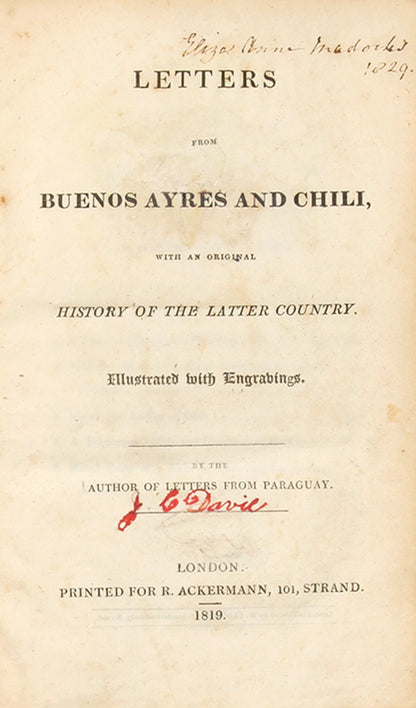 Eliza Anne Madocks
1829.
LETTERS
FROM
BUENOS AYRES AND CHILI,
WITH AN ORIGINAL
HISTORY OF THE LATTER COUNTRY.
Illustrated with Engravings.
BY THE
AUTHOR OF LETTERS FROM PARAGUAY.
J C Davie
LONDON:
PRINTED FOR R. ACKERMANN, 101, STRAND.
1819.